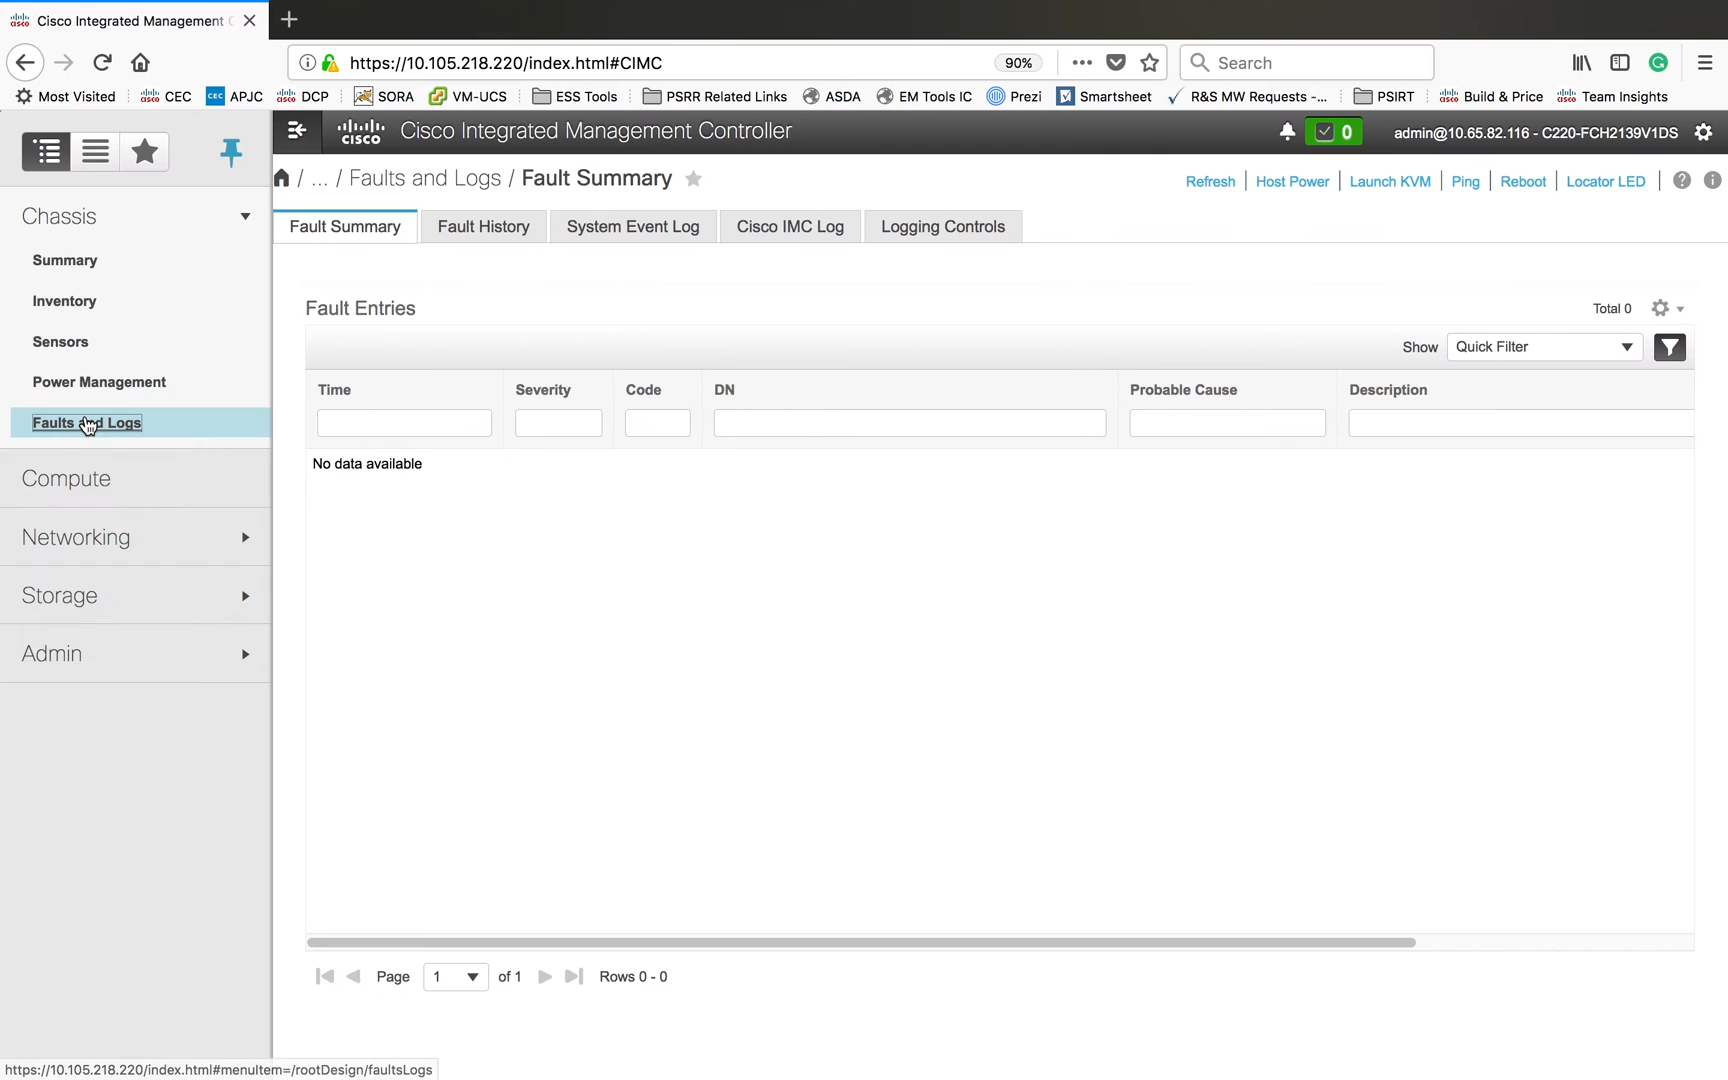 Cisco Integrated Management C
https://10.105.218.220/index.html#CIMC
90%
Search
Most Visited
CEC
CEC APJC
DCP
SORA
VM-UCS
ESS Tools
PSRR Related Links
ASDA
EM Tools IC
Prezi
Smartsheet
R&S MW Requests -...
PSIRT
Build & Price
Team Insights
cisco
Cisco Integrated Management Controller
0
admin@10.65.82.116 - C220-FCH2139V1DS
/ ... / Faults and Logs / Fault Summary
Refresh
Host Power
Launch KVM
Ping
Reboot
Locator LED
Chassis
Summary
Inventory
Sensors
Power Management
Faults and Logs
Compute
Networking
Storage
Admin
Fault Summary
Fault History
System Event Log
Cisco IMC Log
Logging Controls
Fault Entries
Total 0
Show
Quick Filter
Time
Severity
Code
DN
Probable Cause
Description
No data available
Page
1
of 1
Rows 0 - 0
https://10.105.218.220/index.html#menuItem=/rootDesign/faultsLogs